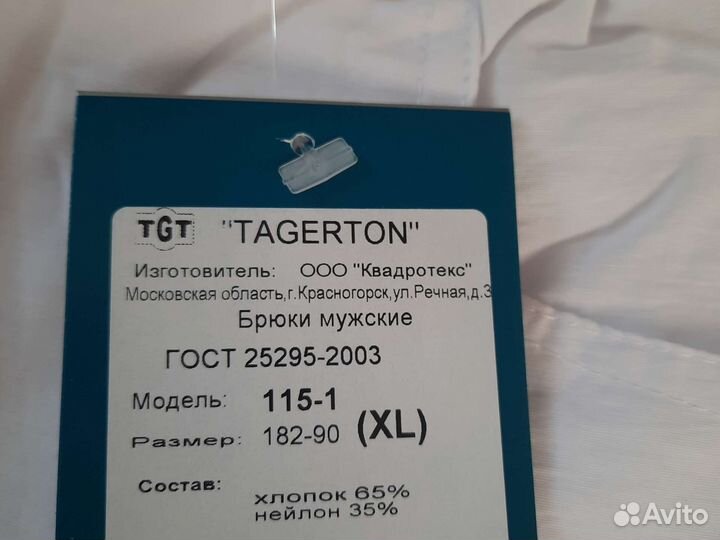 TGT "TAGERTON"
Изготовитель: ООО "Квадротекс"
Московская область,г.Красногорск,ул.Речная,д.3
Брюки мужские
ГОСТ 25295-2003
Модель: 115-1
Размер: 182-90 (XL)
Состав:
хлопок 65%
нейлон 35%
Avito